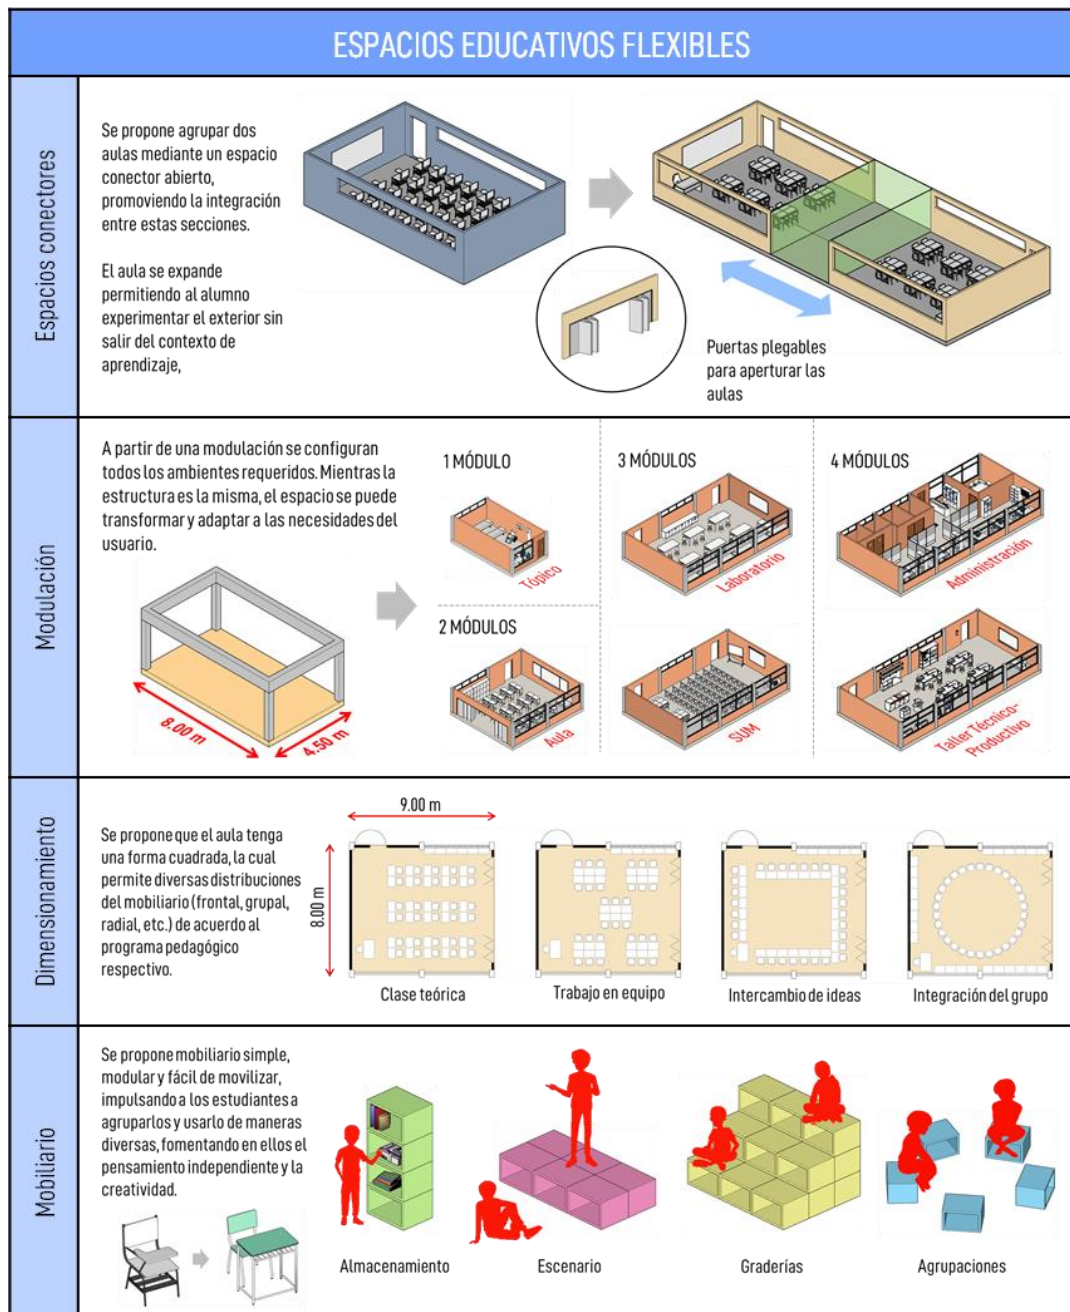 ESPACIOS EDUCATIVOS FLEXIBLES
Espacios conectores
Se propone agrupar dos
aulas mediante un espacio
conector abierto,
promoviendo la integración
entre estas secciones.
El aula se expande
permitiendo al alumno
experimentar el exterior sin
salir del contexto de
aprendizaje,
Puertas plegables
para aperturar las
aulas
Modulación
A partir de una modulación se configuran
todos los ambientes requeridos. Mientras la
estructura es la misma, el espacio se puede
transformar y adaptar a las necesidades del
usuario.
8.00 m
4.50 m
1 MÓDULO
Tópico
2 MÓDULOS
Aula
3 MÓDULOS
Laboratorio
SUM
4 MÓDULOS
Administración
Taller Técnico-
Productivo
Dimensionamiento
Se propone que el aula tenga
una forma cuadrada, la cual
permite diversas distribuciones
del mobiliario (frontal, grupal,
radial, etc.) de acuerdo al
programa pedagógico
respectivo.
9.00 m
8.00 m
Clase teórica
Trabajo en equipo
Intercambio de ideas
Integración del grupo
Mobiliario
Se propone mobiliario simple,
modular y fácil de movilizar,
impulsando a los estudiantes a
agruparlos y usarlo de maneras
diversas, fomentando en ellos el
pensamiento independiente y la
creatividad.
Almacenamiento
Escenario
Graderías
Agrupaciones